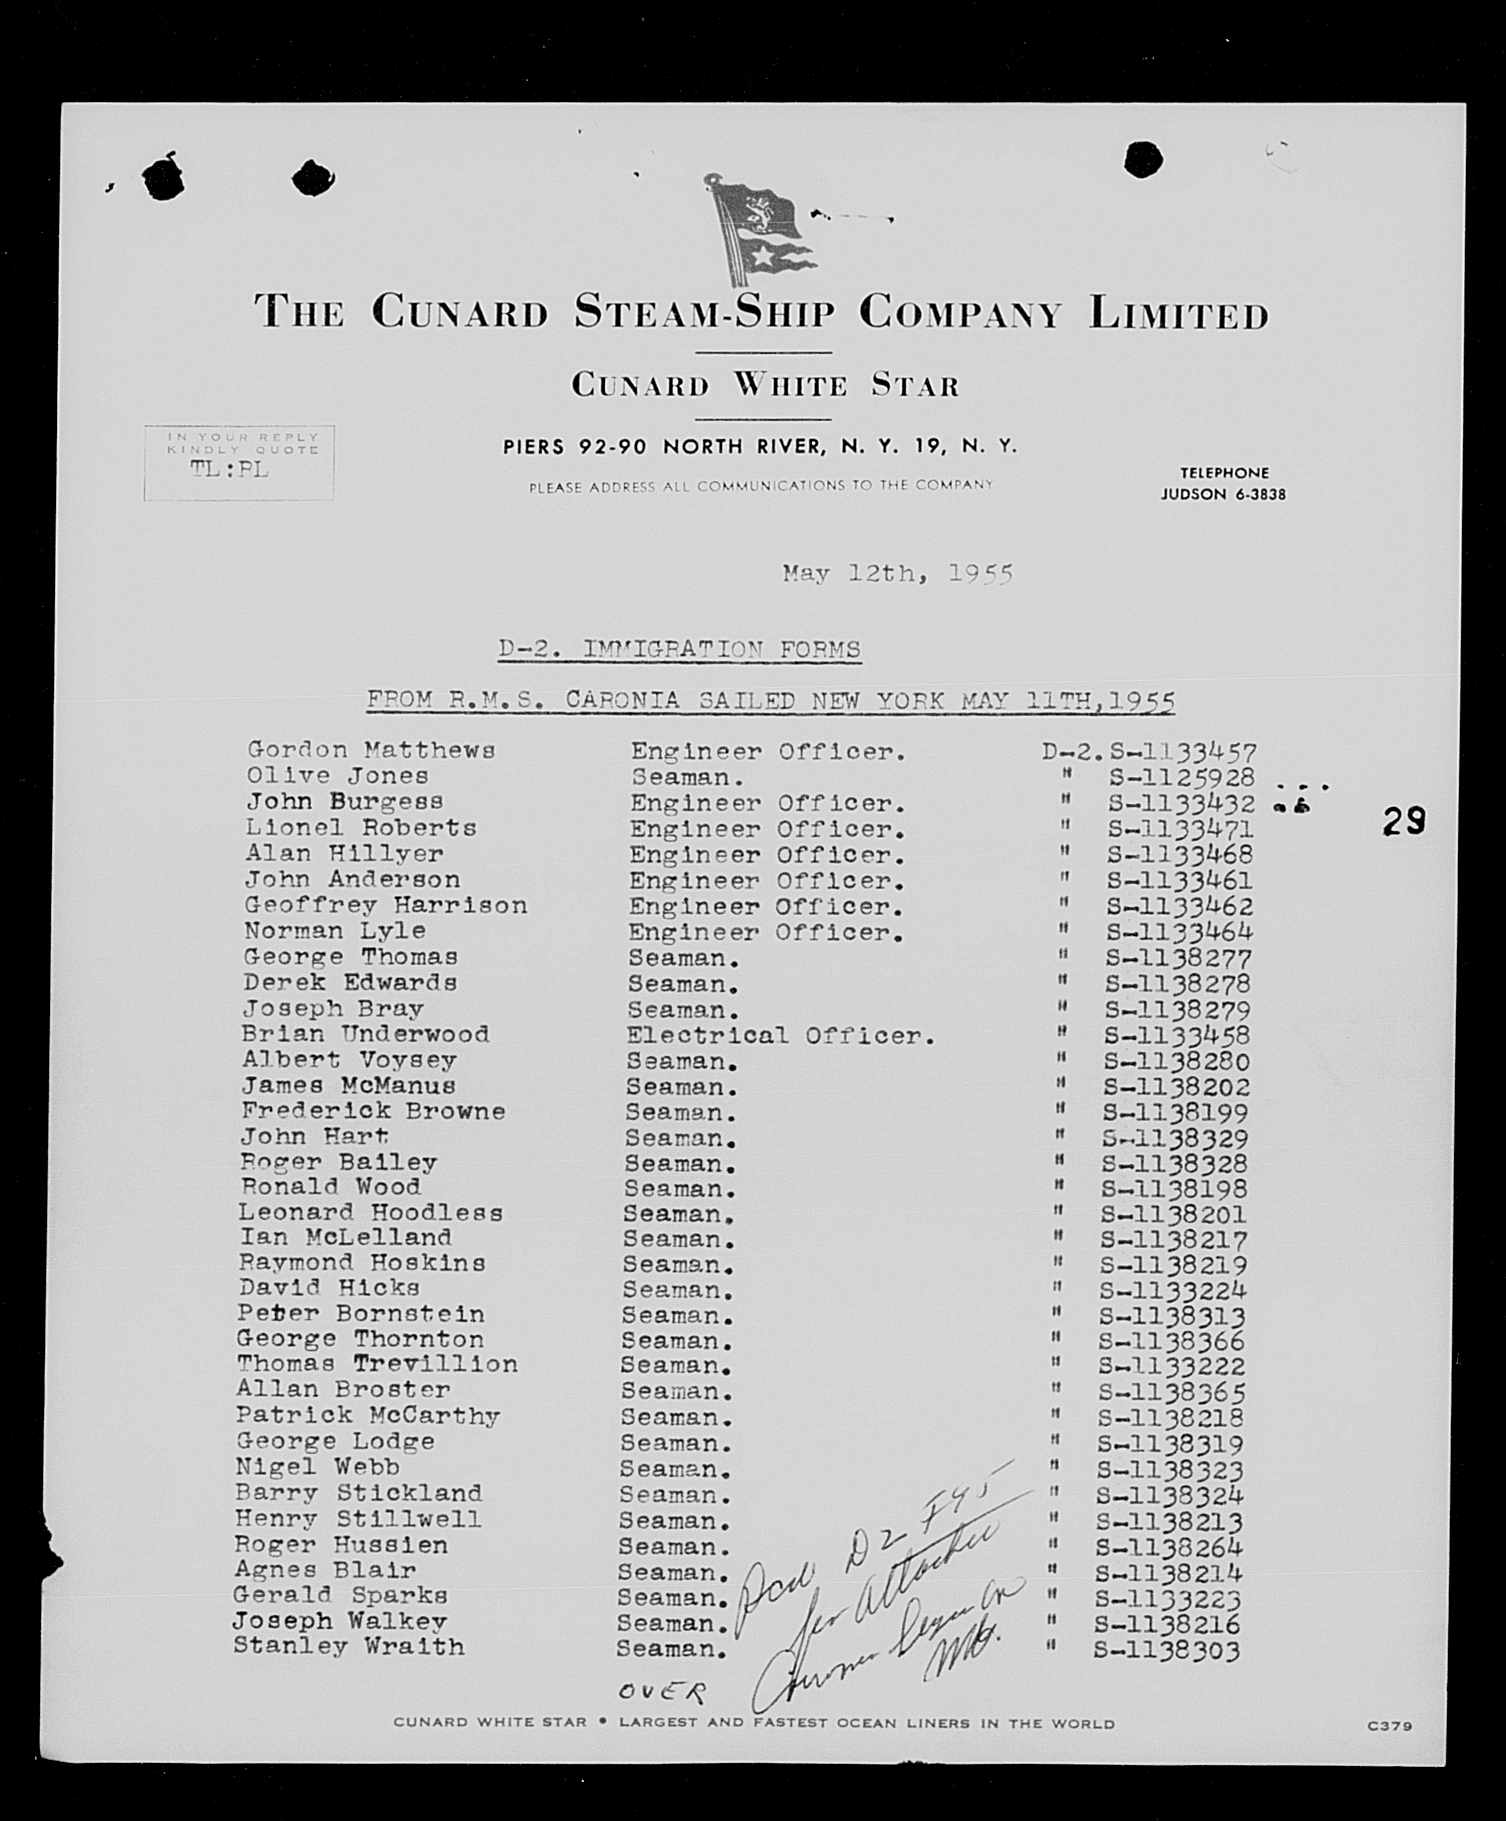 THE CUNARD STEAM-SHIP COMPANY LIMITED
CUNARD WHITE STAR
PIERS 92-90 NORTH RIVER, N. Y. 19, N. Y.
PLEASE ADDRESS ALL COMMUNICATIONS TO THE COMPANY
IN YOUR REPLY
KINDLY QUOTE
TL:PL
TELEPHONE
JUDSON 6-3838
May 12th, 1955
D-2. IMMIGRATION FORMS
FROM R.M.S. CARONIA SAILED NEW YORK MAY 11TH,1955
Gordon Matthews Engineer Officer. D-2. S-1133457
Olive Jones Seaman. " S-1125928
John Burgess Engineer Officer. " S-1133432
29
Lionel Roberts Engineer Officer. " S-1133471
Alan Hillyer Engineer Officer. " S-1133468
John Anderson Engineer Officer. " S-1133461
Geoffrey Harrison Engineer Officer. " S-1133462
Norman Lyle Engineer Officer. " S-1133464
George Thomas Seaman. " S-1138277
Derek Edwards Seaman. " S-1138278
Joseph Bray Seaman. " S-1138279
Brian Underwood Electrical Officer. " S-1133458
Albert Voysey Seaman. " S-1138280
James McManus Seaman. " S-1138202
Frederick Browne Seaman. " S-1138199
John Hart Seaman. " S-1138329
Roger Bailey Seaman. " S-1138328
Ronald Wood Seaman. " S-1138198
Leonard Hoodless Seaman. " S-1138201
Ian McLelland Seaman. " S-1138217
Raymond Hoskins Seaman. " S-1138219
David Hicks Seaman. " S-1133224
Peter Bornstein Seaman. " S-1138313
George Thornton Seaman. " S-1138366
Thomas Trevillion Seaman. " S-1133222
Allan Broster Seaman. " S-1138365
Patrick McCarthy Seaman. " S-1138218
George Lodge Seaman. " S-1138319
Nigel Webb Seaman. " S-1138323
Barry Stickland Seaman. " S-1138324
Henry Stillwell Seaman. " S-1138213
Roger Hussien Seaman. " S-1138264
Agnes Blair Seaman. " S-1138214
Gerald Sparks Seaman. " S-1133223
Joseph Walkey Seaman. " S-1138216
Stanley Wraith Seaman. " S-1138303
D2
OVER
CUNARD WHITE STAR • LARGEST AND FASTEST OCEAN LINERS IN THE WORLD
C379